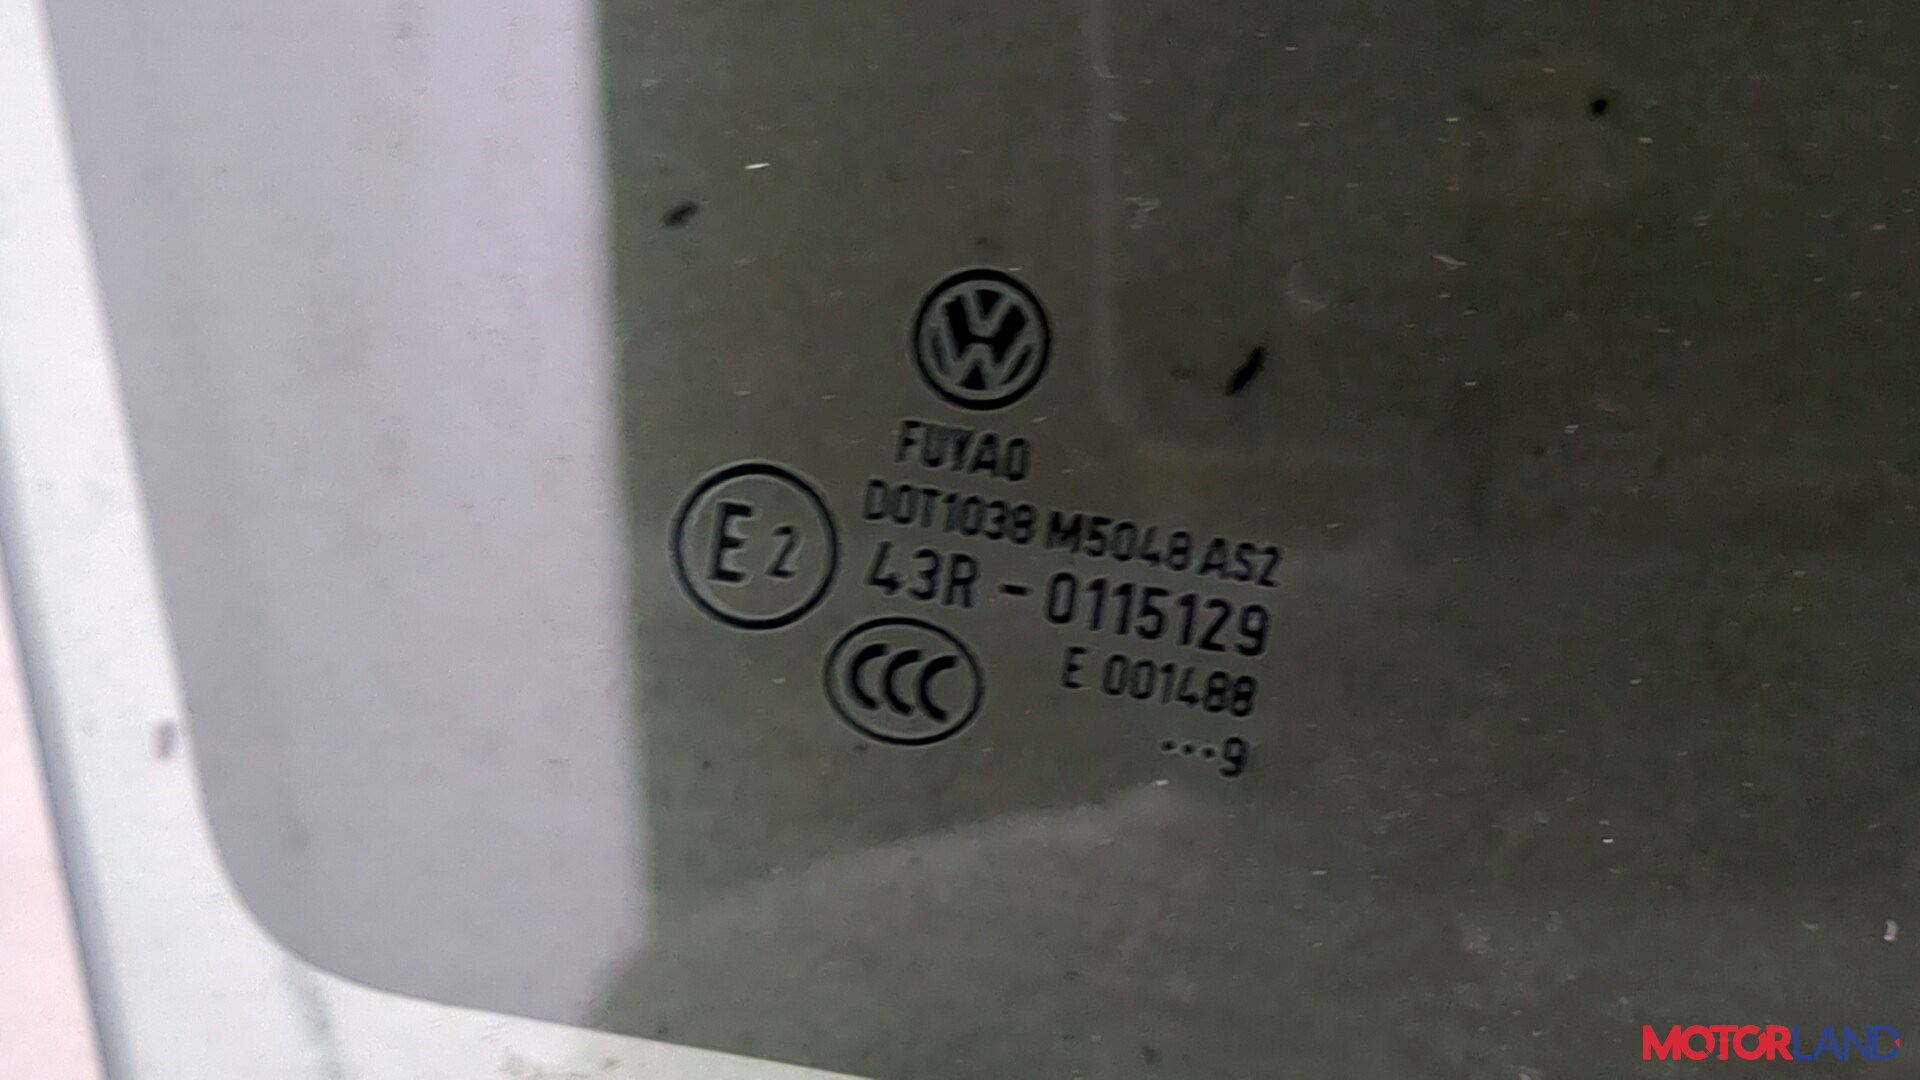 FUYAO
DOT1038 M5048 AS2
E2
43R - 0115129
CCC
E 001488
...9
MOTORLAND